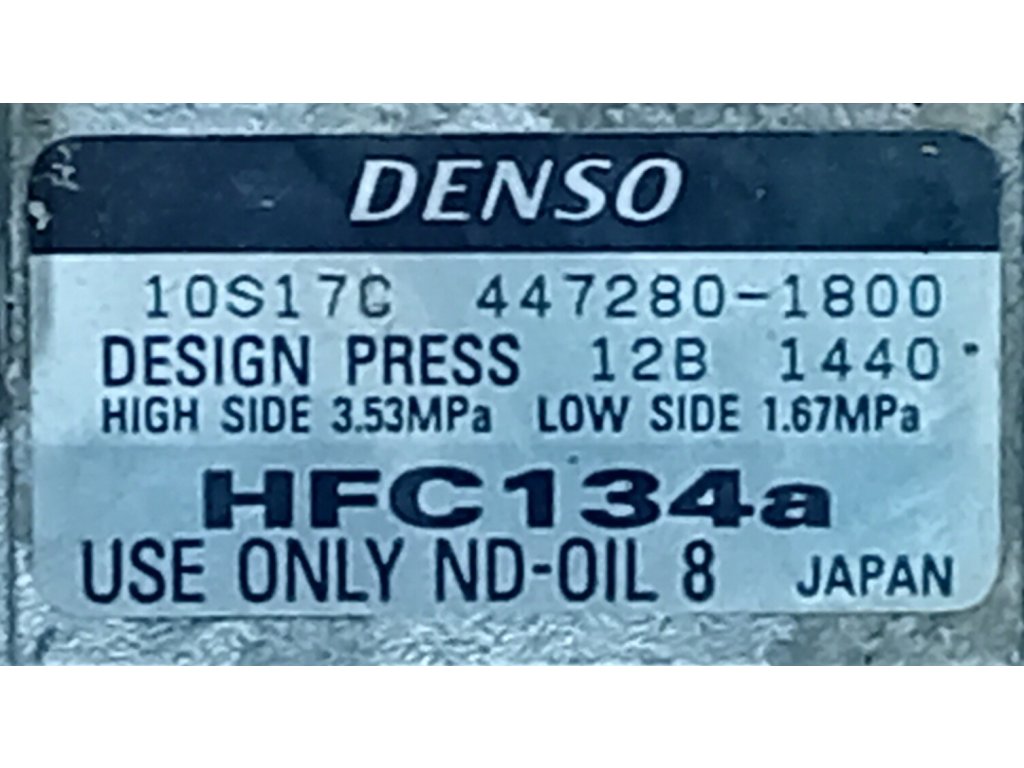 DENSO
10S17C 447280-1800
DESIGN PRESS 12B 1440
HIGH SIDE 3.53MPa LOW SIDE 1.67MPa
HFC134a
USE ONLY ND-OIL 8 JAPAN